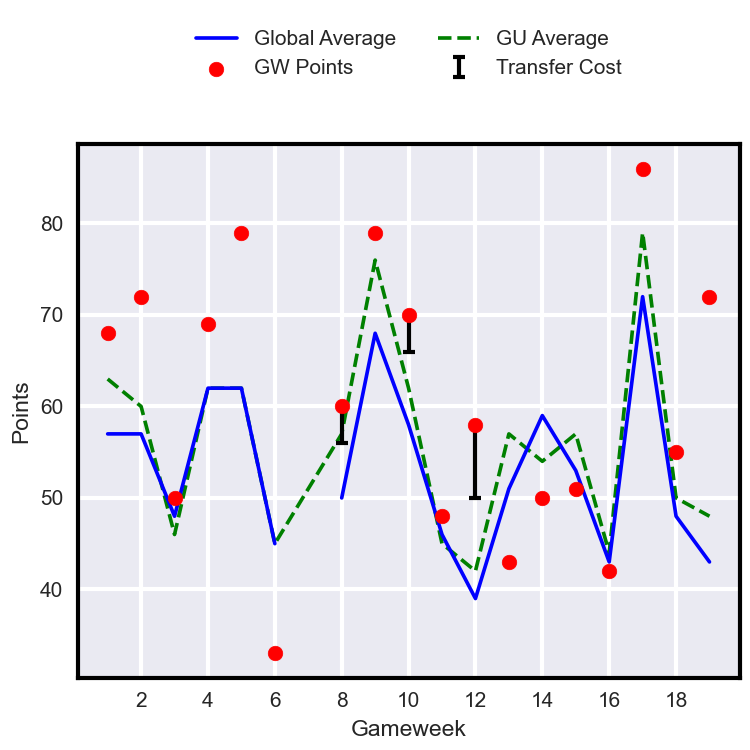 Global Average GU Average
GW Points Transfer Cost
80
70
60
50
40
Points
2 4 6 8 10 12 14 16 18
Gameweek